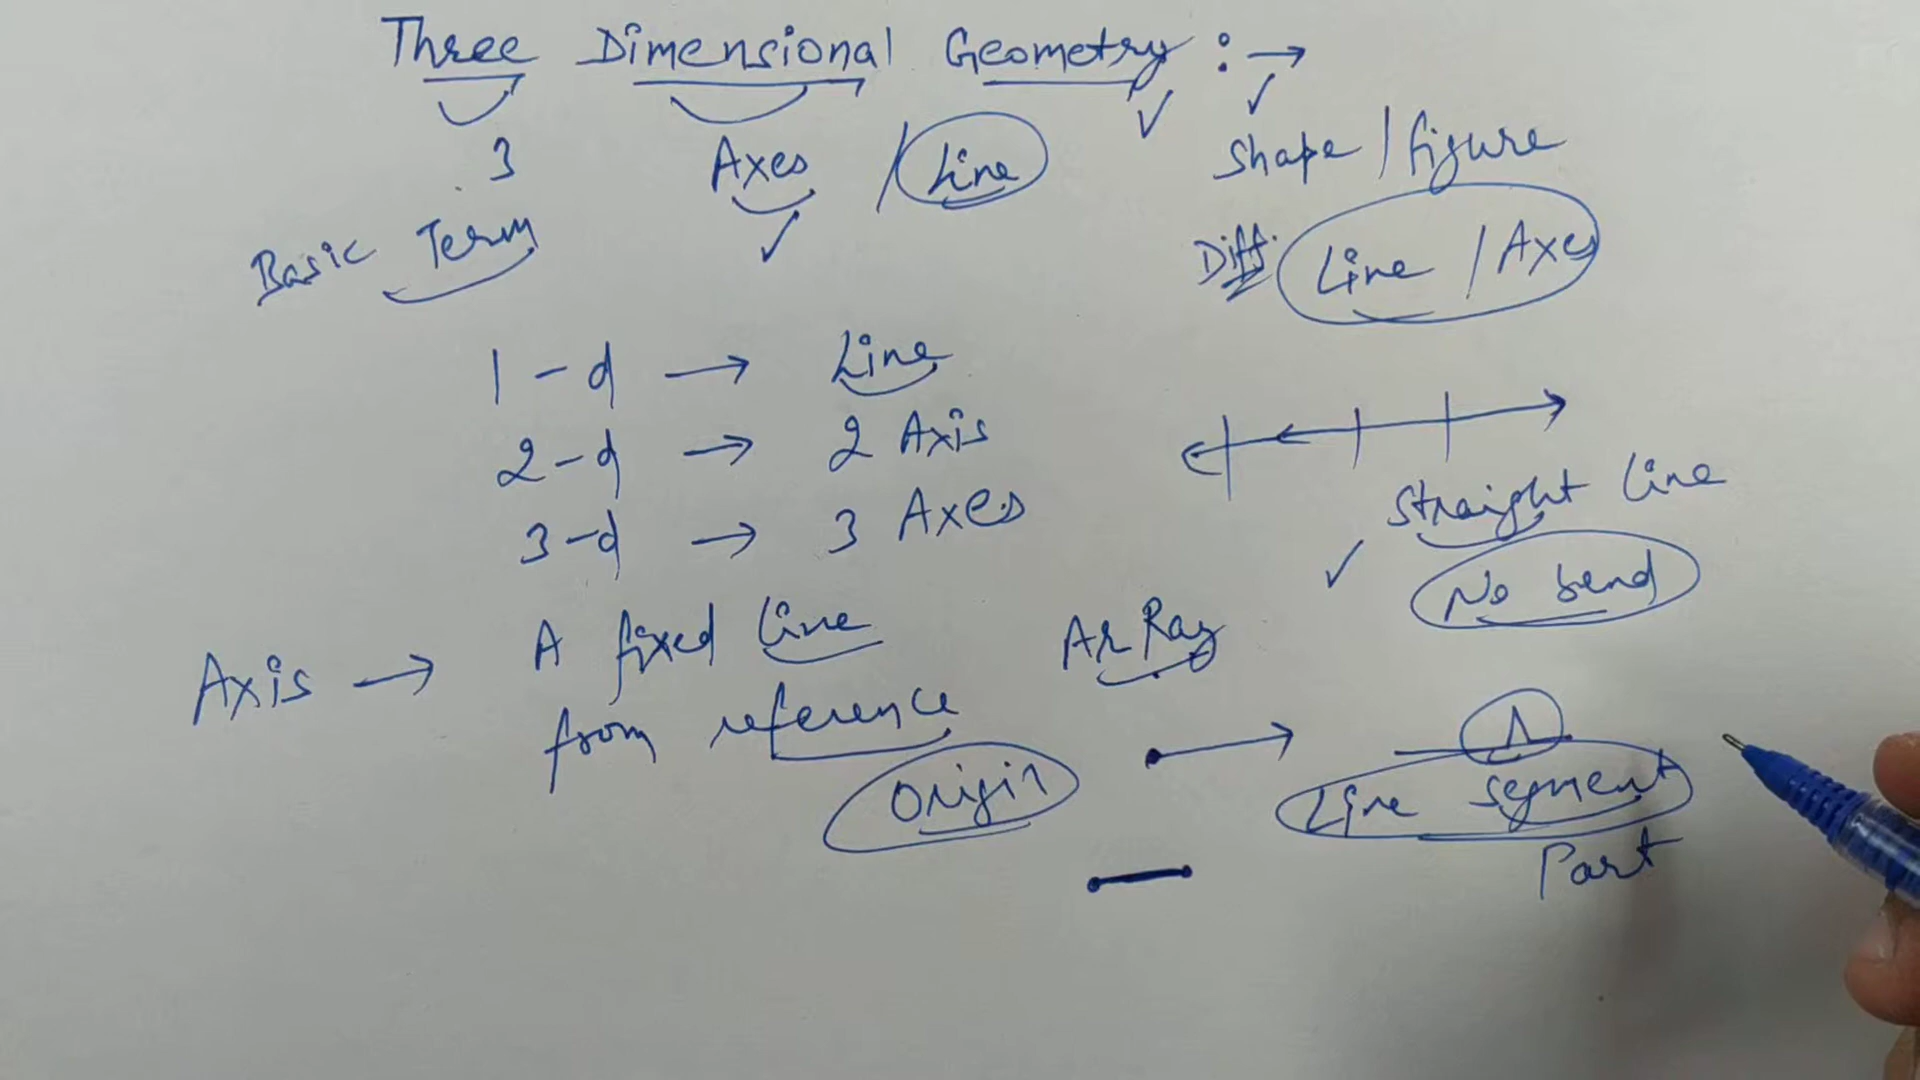 Three Dimensional Geometry :→
3 Axes / Line Shape / figure
Basic Term Diff. Line / Axes
1-d → Line
2-d → 2 Axis
3-d → 3 Axes
Straight line
No bend
Axis → A fixed line
from reference
Origin
Ray
Line segment
Part